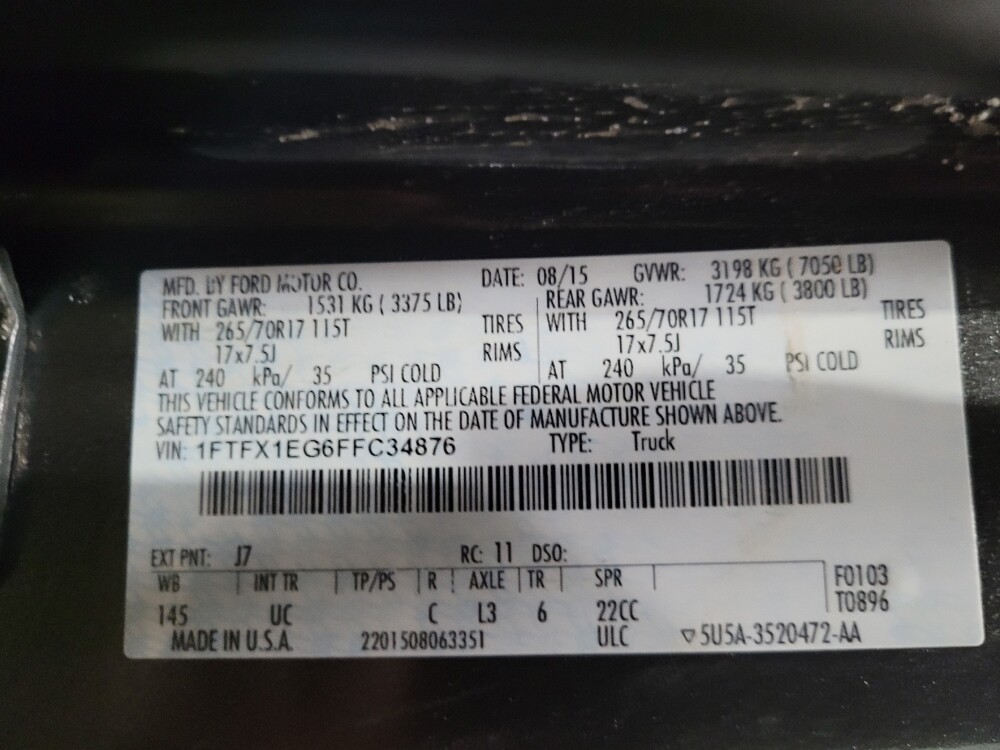 MFD. BY FORD MOTOR CO. DATE: 08/15 GVWR: 3198 KG ( 7050 LB)
FRONT GAWR: 1531 KG ( 3375 LB) REAR GAWR: 1724 KG ( 3800 LB)
WITH 265/70R17 115T TIRES WITH 265/70R17 115T TIRES
17x7.5J RIMS 17x7.5J RIMS
AT 240 kPa/ 35 PSI COLD AT 240 kPa/ 35 PSI COLD
THIS VEHICLE CONFORMS TO ALL APPLICABLE FEDERAL MOTOR VEHICLE
SAFETY STANDARDS IN EFFECT ON THE DATE OF MANUFACTURE SHOWN ABOVE.
VIN: 1FTFX1EG6FFC34876 TYPE: Truck
EXT PNT: J7 RC: 11 DSO:
WB INT TR TP/PS R AXLE TR SPR F0103
145 UC C L3 6 22CC T0896
MADE IN U.S.A. 2201508063351 ULC ▽5U5A-3520472-AA